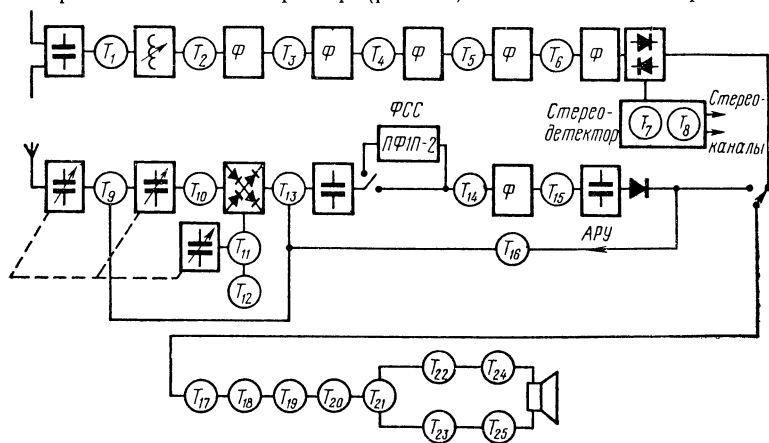 T1 T2 Ф T3 Ф T4 Ф T5 Ф T6 Ф
Стерео-
детектор
T7 T8
Стерео-
каналы
ФСС
ПФ1П-2
T9 T10 T13 T14 Ф T15
T11
T12
T16
АРУ
T22 T24
T17 T18 T19 T20 T21
T23 T25